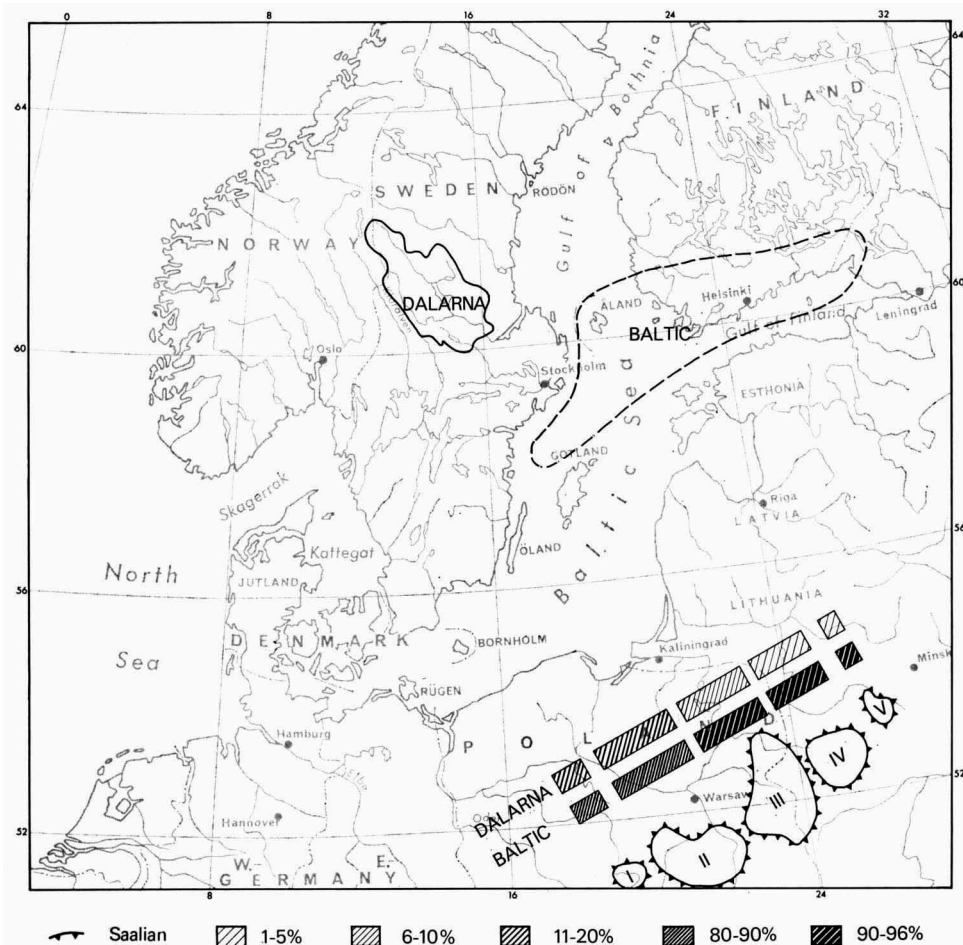 0 8 16 24 32
64 64
FINLAND
Gulf of Bothnia
SWEDEN
RÖDÖN
NORWAY
60
DALARNA
ÅLAND
Helsinki
BALTIC
Gulf of Finland
Leningrad
60
Oslo
Stockholm
ESTHONIA
GOTLAND
Baltic Sea
Skagerrak
Riga
LATVIA
Kattegat
ÖLAND
56
North
JUTLAND
56
LITHUANIA
DENMARK
BORNHOLM
Kaliningrad
Minsk
Sea
RÜGEN
V
Hamburg
POLAND
IV
52
DALARNA
Warsaw
III
Hannover
BALTIC
52
W. E.
GERMANY
I
II
8 16 24
Saalian 1-5% 6-10% 11-20% 80-90% 90-96%